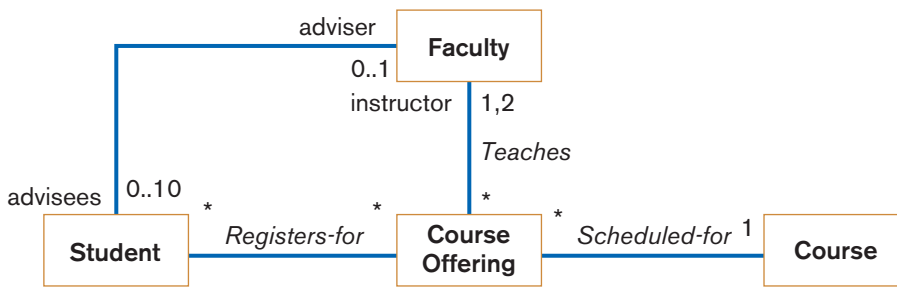 adviser
Faculty
0..1
instructor
1,2
Teaches
advisees
0..10
*
*
*
*
Registers-for
Scheduled-for
1
Student
Course
Offering
Course